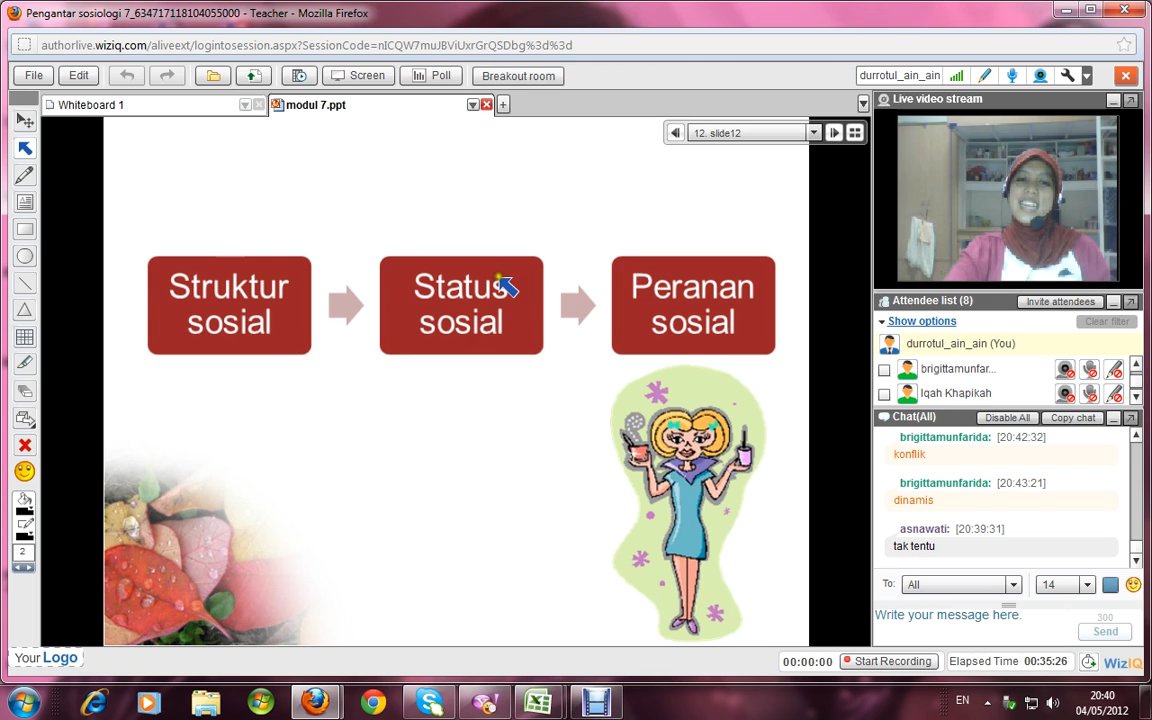 Pengantar sosiologi 7_634717118104055000 - Teacher - Mozilla Firefox
authorlive.wiziq.com/aliveext/logintosession.aspx?SessionCode=nICQW7muJBViUxrGrQSDbg%3d%3d
File Edit Screen Poll Breakout room durrotul_ain_ain
Whiteboard 1 modul 7.ppt
Live video stream
12. slide12
Struktur
sosial
Status
sosial
Peranan
sosial
Attendee list (8) Invite attendees
Show options Clear filter
durrotul_ain_ain (You)
brigittamunfar...
Iqah Khapikah
Chat(All) Disable All Copy chat
brigittamunfarida: [20:42:32]
konflik
brigittamunfarida: [20:43:21]
dinamis
asnawati: [20:39:31]
tak tentu
2
To: All 14
Write your message here.
300
Send
Your Logo
00:00:00 Start Recording Elapsed Time 00:35:26 WizIQ
EN
20:40
04/05/2012